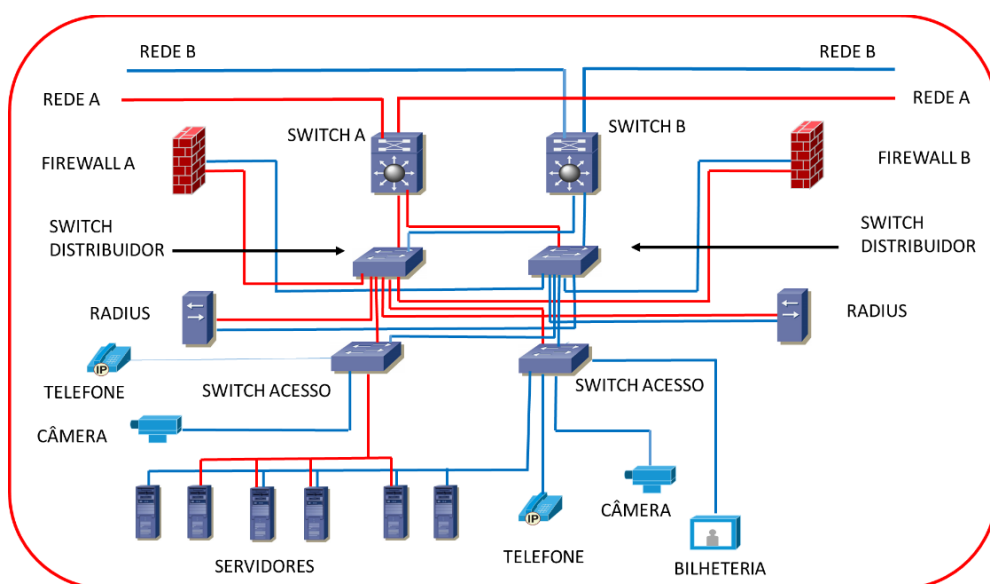 REDE B
REDE B
REDE A
REDE A
SWITCH A
SWITCH B
FIREWALL A
FIREWALL B
SWITCH
DISTRIBUIDOR
SWITCH
DISTRIBUIDOR
RADIUS
RADIUS
IP
TELEFONE
SWITCH ACESSO
SWITCH ACESSO
CÂMERA
IP
CÂMERA
TELEFONE
SERVIDORES
BILHETERIA